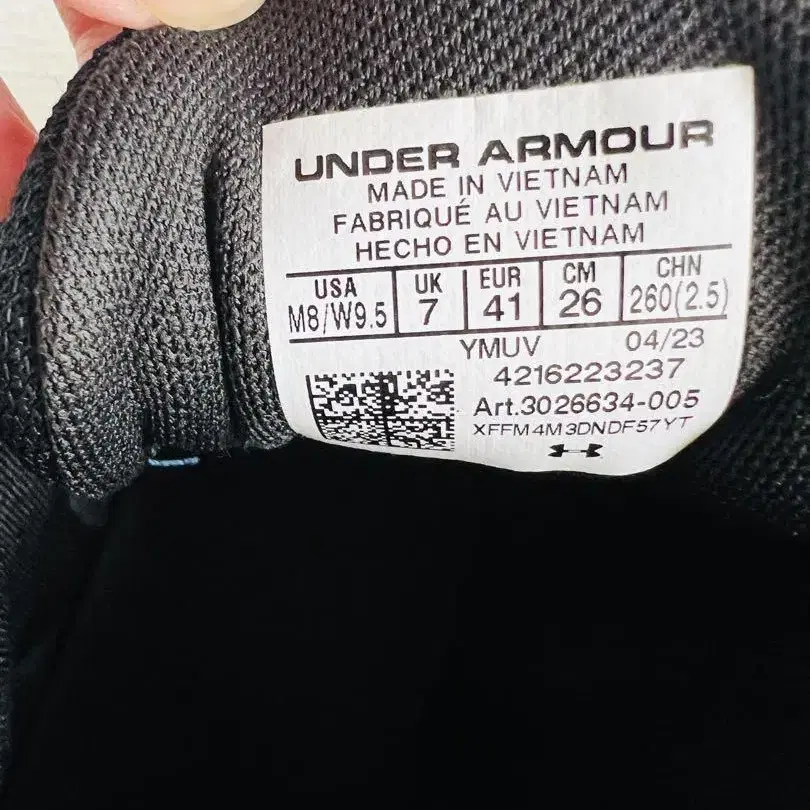 UNDER ARMOUR
MADE IN VIETNAM
FABRIQUÉ AU VIETNAM
HECHO EN VIETNAM
USA UK EUR CM CHN
M8/W9.5 7 41 26 260(2.5)
YMUV 04/23
4216223237
Art.3026634-005
XFFM4M3DNDF57YT